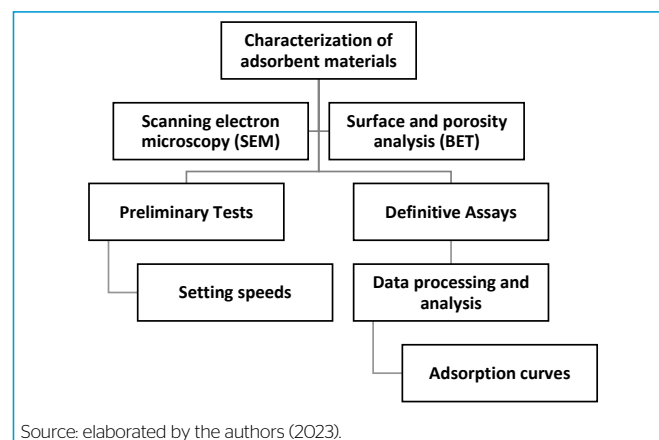 Characterization of
adsorbent materials
Scanning electron
microscopy (SEM)
Surface and porosity
analysis (BET)
Preliminary Tests
Definitive Assays
Setting speeds
Data processing and
analysis
Adsorption curves
Source: elaborated by the authors (2023).